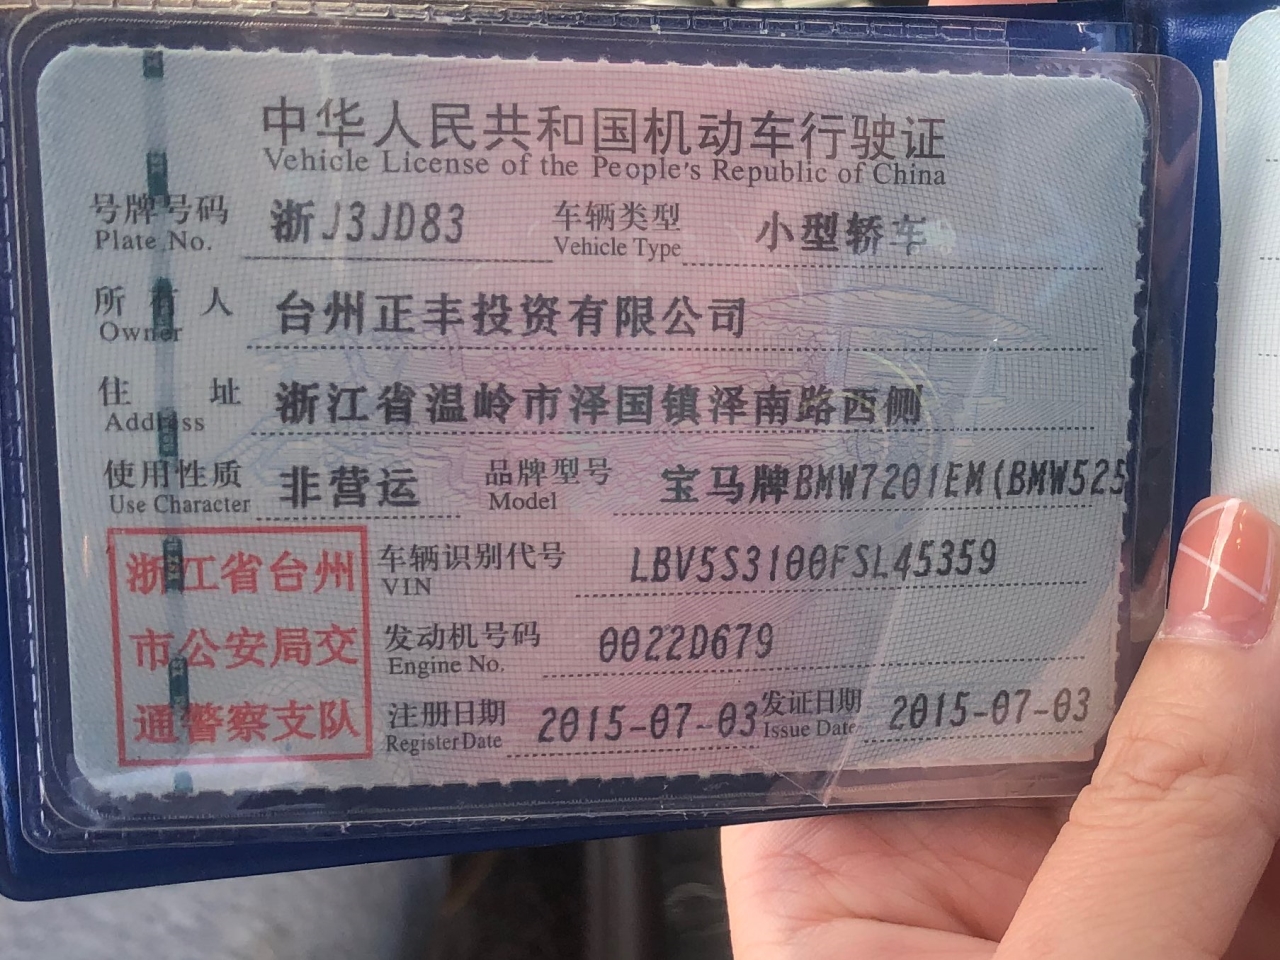 中华人民共和国机动车行驶证
Vehicle License of the People's Republic of China
号牌号码 浙J3JD83 车辆类型 小型轿车
Plate No. Vehicle Type
所有人 台州正丰投资有限公司
Owner
住址 浙江省温岭市泽国镇泽南路西侧
Address
使用性质 非营运 品牌型号 宝马牌BMW7201EM(BMW525
Use Character Model
浙江省台州
市公安局交
通警察支队
车辆识别代号 LBV5S3100FSL45359
VIN
发动机号码 0022D679
Engine No.
注册日期 2015-07-03 发证日期 2015-07-03
Register Date Issue Date